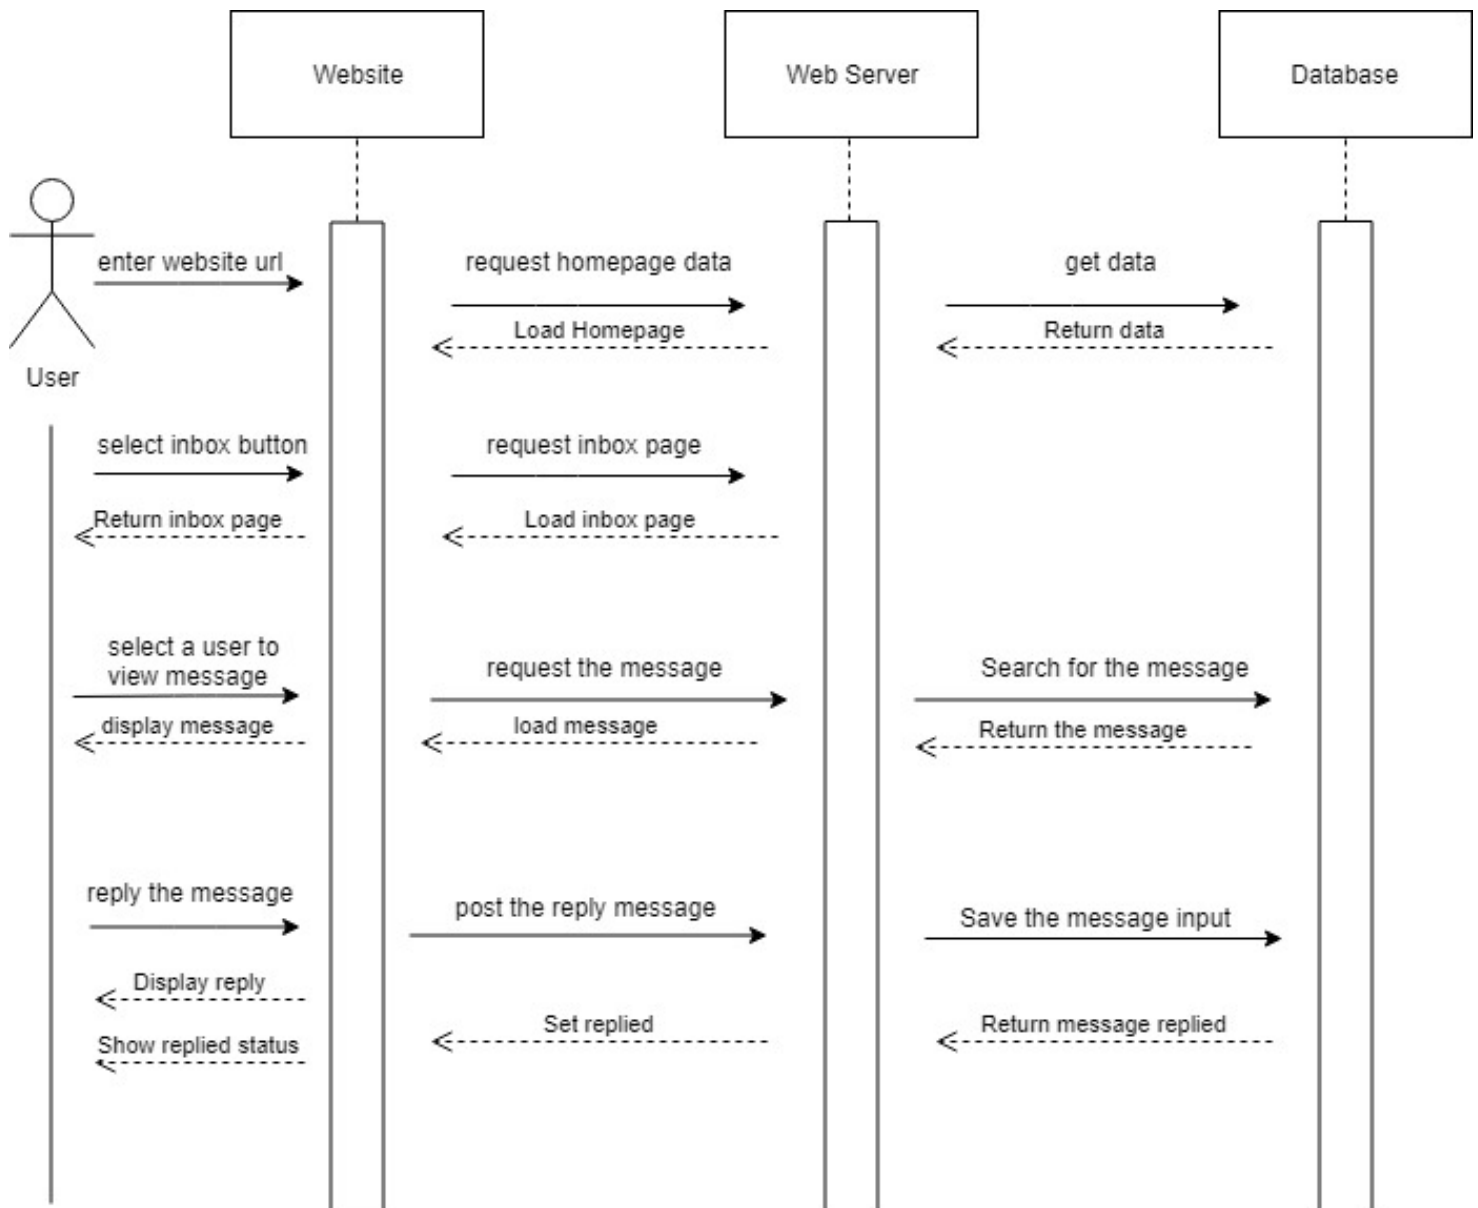 Website
Web Server
Database
enter website url
request homepage data
get data
Load Homepage
Return data
User
select inbox button
request inbox page
Return inbox page
Load inbox page
select a user to
view message
request the message
Search for the message
display message
load message
Return the message
reply the message
post the reply message
Save the message input
Display reply
Set replied
Return message replied
Show replied status